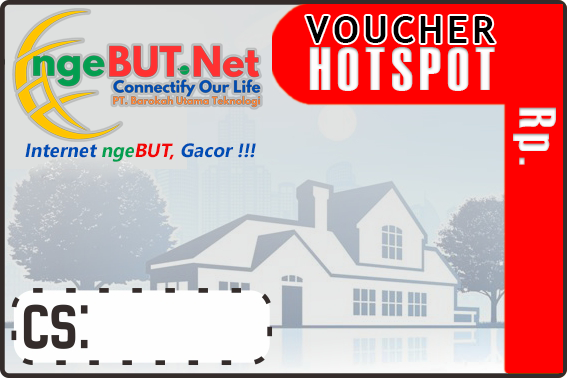 ngeBUT.Net
Connectify Our Life
PT. Barokah Utama Teknologi
Internet ngeBUT, Gacor !!!
VOUCHER
HOTSPOT
Rp.
CS: